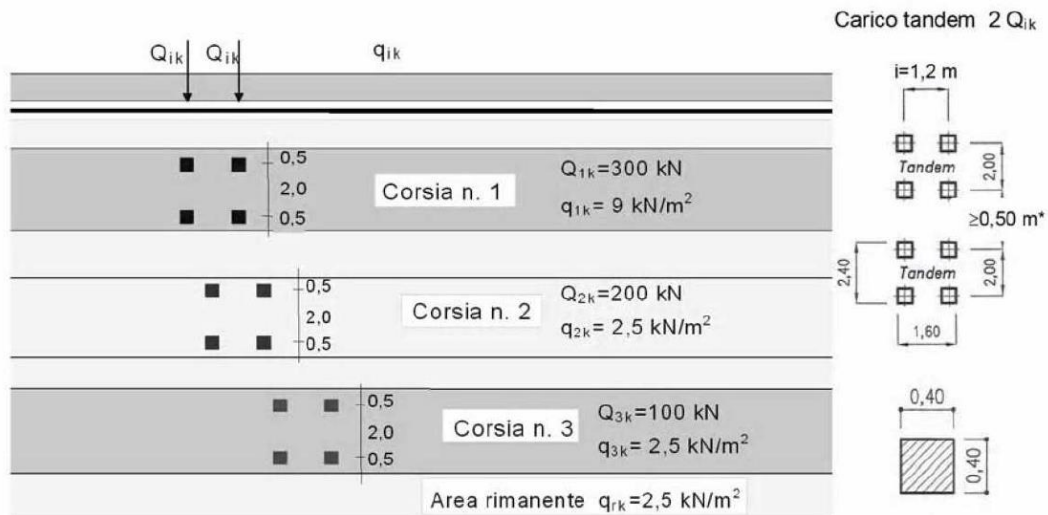 Carico tandem 2 Qik
Qik Qik qik
i=1,2 m
0,5
2,0
0,5
Corsia n. 1
Q1k=300 kN
q1k= 9 kN/m²
Tandem
2,00
≥0,50 m*
0,5
2,0
0,5
Corsia n. 2
Q2k=200 kN
q2k= 2,5 kN/m²
2,40
Tandem
2,00
1,60
0,5
2,0
0,5
Corsia n. 3
Q3k=100 kN
q3k= 2,5 kN/m²
0,40
0,40
Area rimanente qrk=2,5 kN/m²